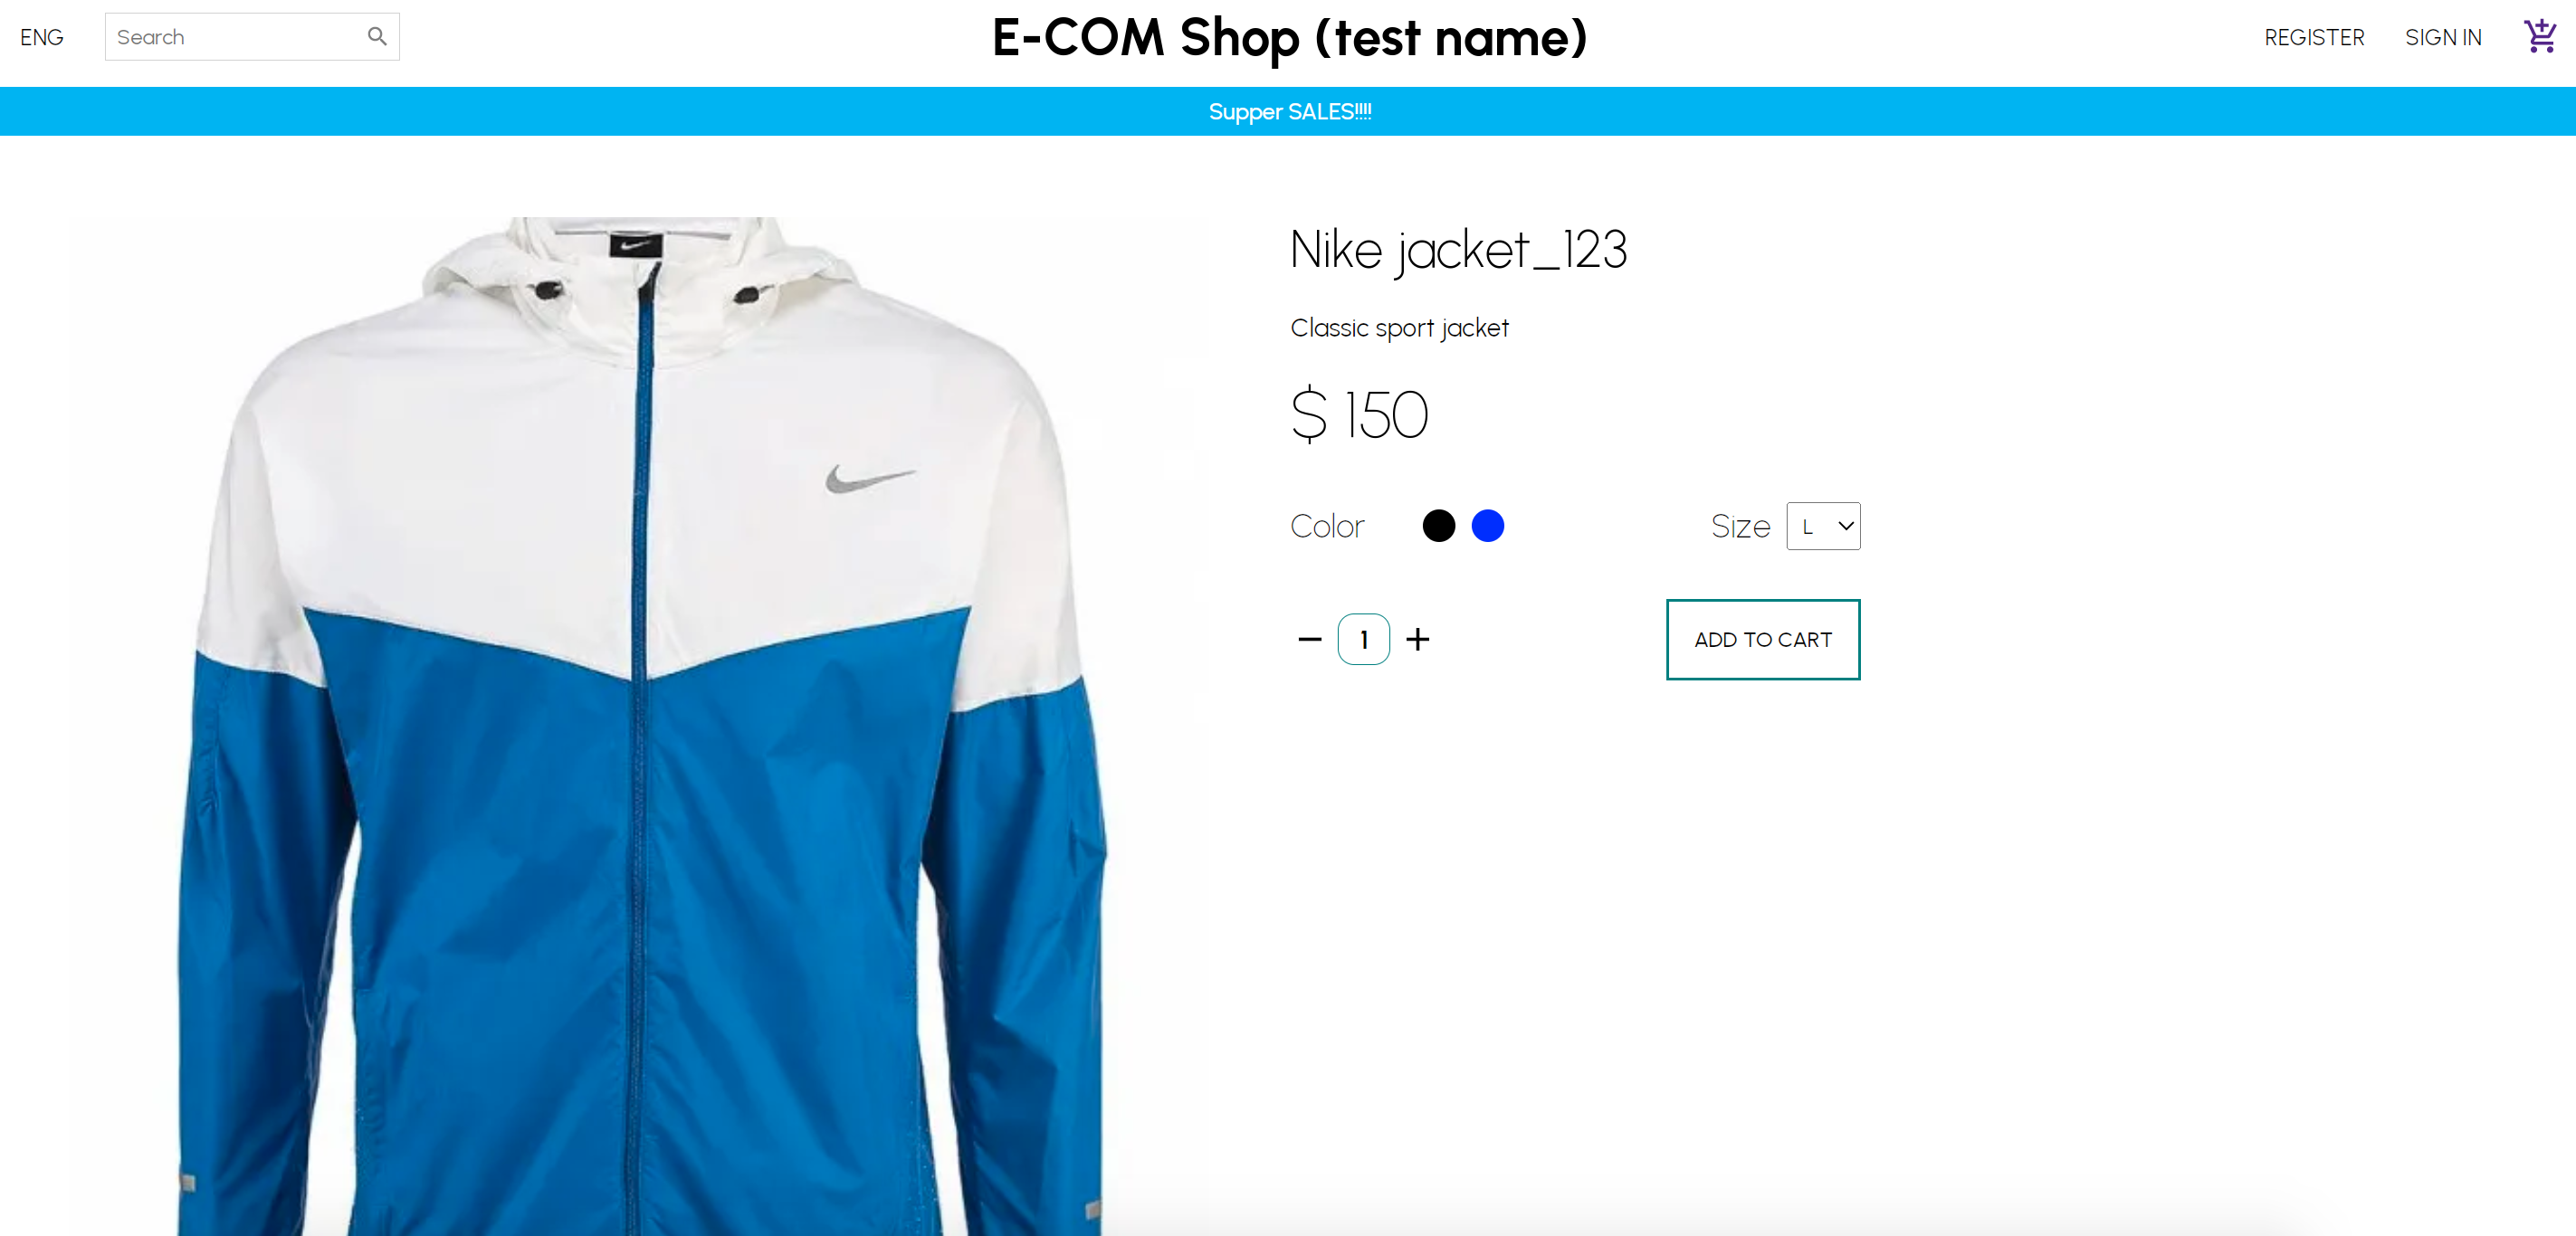 ENG
Search
E-COM Shop (test name)
REGISTER
SIGN IN
Supper SALES!!!!
Nike jacket_123
Classic sport jacket
$ 150
Color
Size
L
1
ADD TO CART